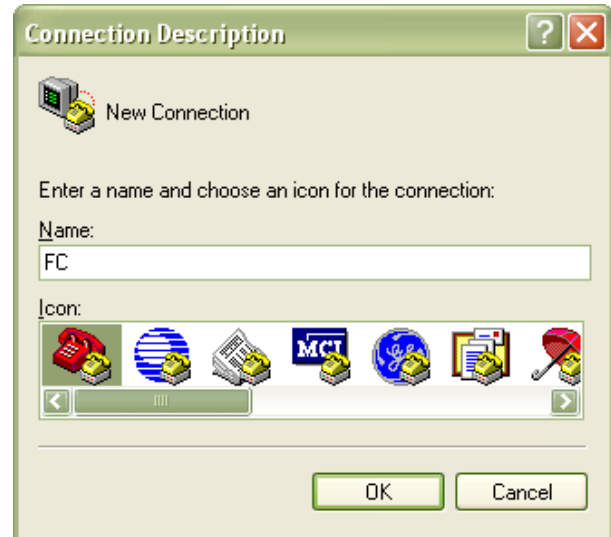 Connection Description
New Connection
Enter a name and choose an icon for the connection:
Name:
FC
Icon:
MCI
OK Cancel